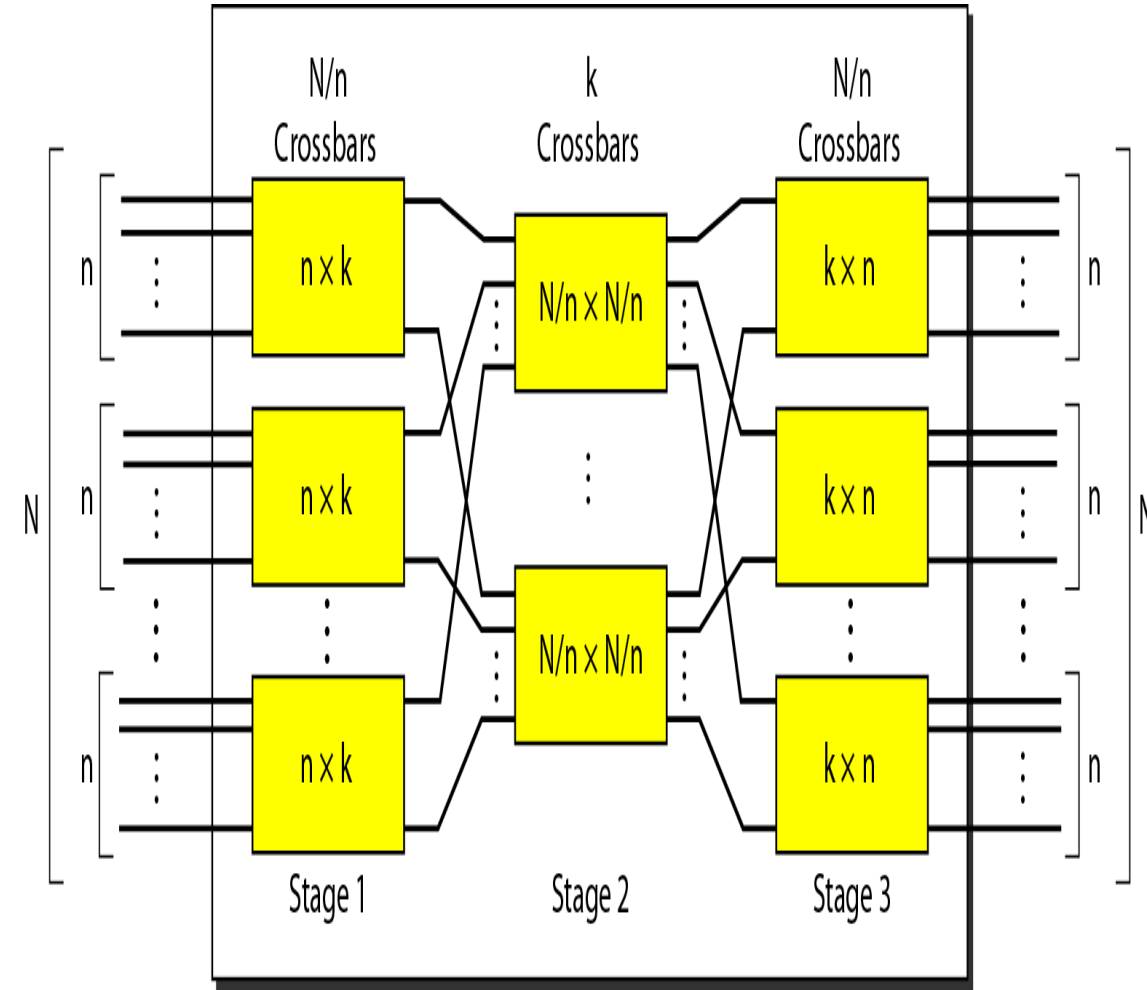 N/n
Crossbars
k
Crossbars
N/n
Crossbars
N
n
n × k
N/n × N/n
k × n
n
n
n × k
k × n
n
N
N/n × N/n
n
n × k
k × n
n
Stage 1
Stage 2
Stage 3